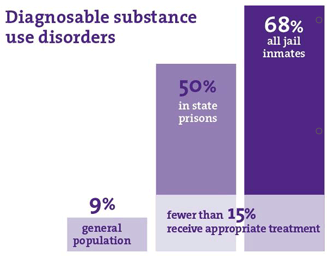 Diagnosable substance
use disorders
68%
all jail
inmates
50%
in state
prisons
9%
general
population
fewer than 15%
receive appropriate treatment